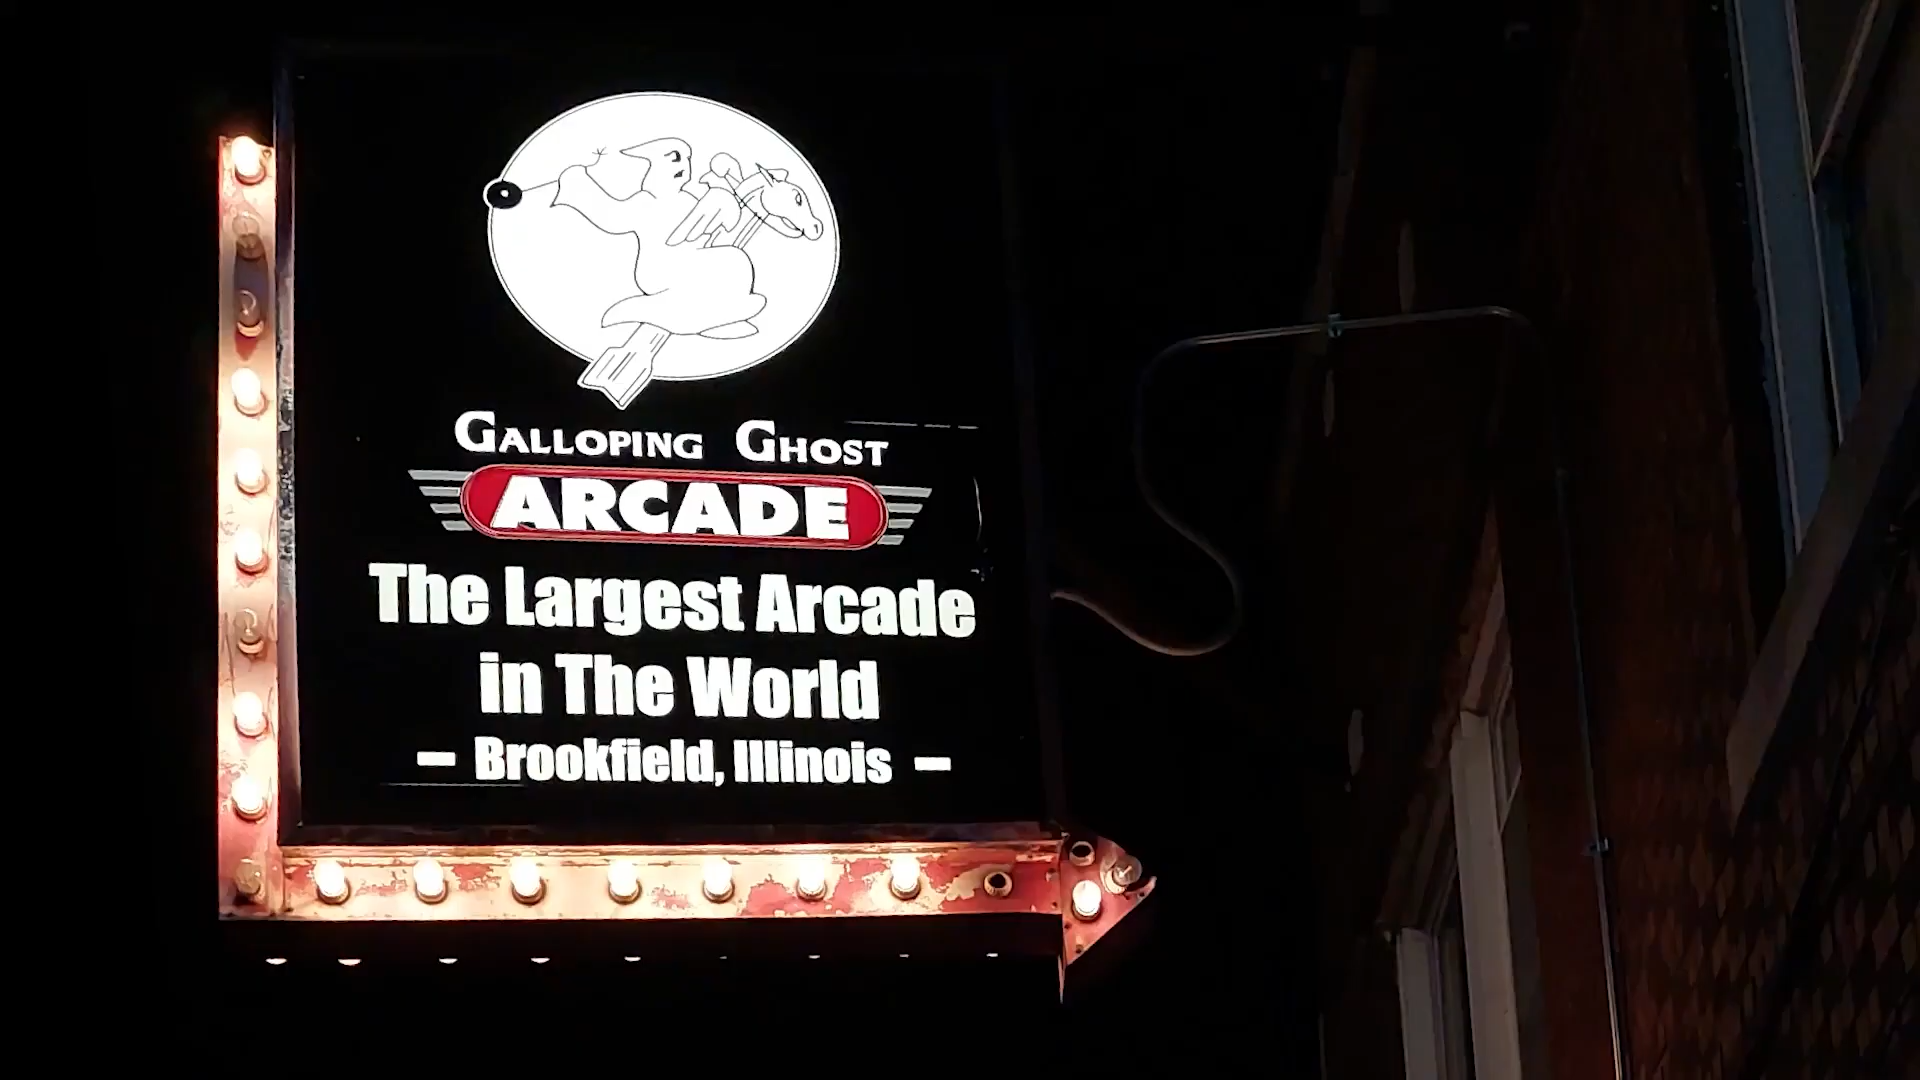 GALLOPING GHOST
ARCADE
The Largest Arcade
in The World
– Brookfield, Illinois –